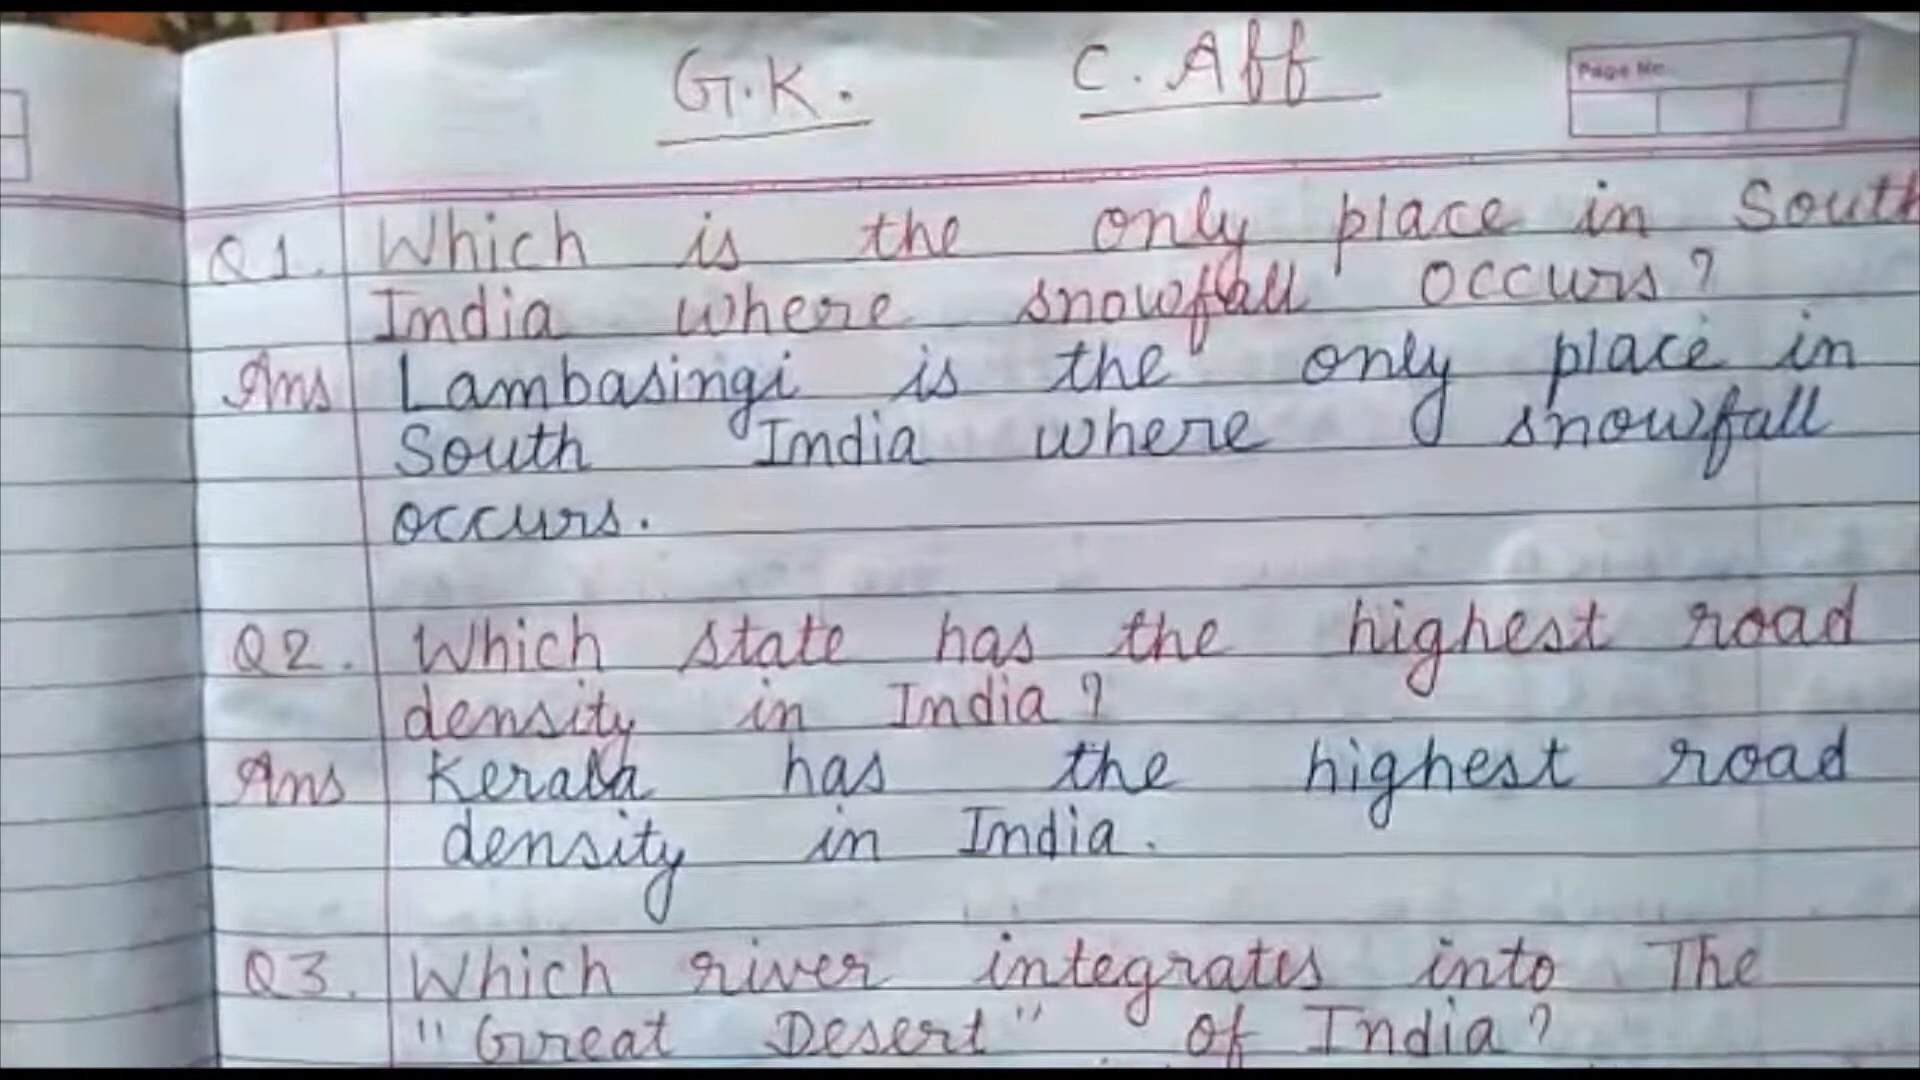 G.K. C. Aff
Page No.
Q1. Which is the only place in South
India where snowfall occurs?
Ans Lambasingi is the only place in
South India where snowfall
occurs.
Q2. Which state has the highest road
density in India?
Ans Kerala has the highest road
density in India.
Q3. Which river integrates into The
"Great Desert" of India?